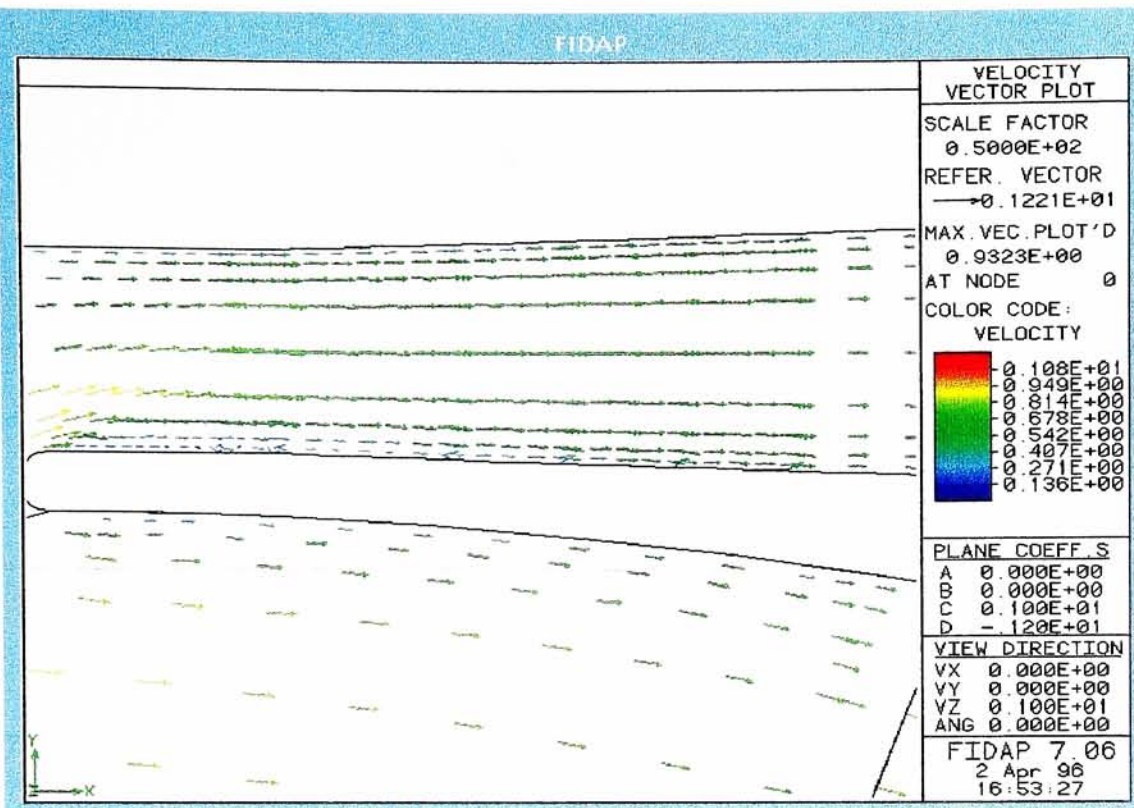 FIDAP
VELOCITY
VECTOR PLOT
SCALE FACTOR
0.5000E+02
REFER. VECTOR
0.1221E+01
MAX.VEC.PLOT'D
0.9323E+00
AT NODE 0
COLOR CODE:
VELOCITY
0.108E+01
0.949E+00
0.814E+00
0.678E+00
0.542E+00
0.407E+00
0.271E+00
0.136E+00
PLANE COEFF.S
A 0.000E+00
B 0.000E+00
C 0.100E+01
D -.120E+01
VIEW DIRECTION
VX 0.000E+00
VY 0.000E+00
VZ 0.100E+01
ANG 0.000E+00
FIDAP 7.06
2 Apr 96
16:53:27
Y
Z X